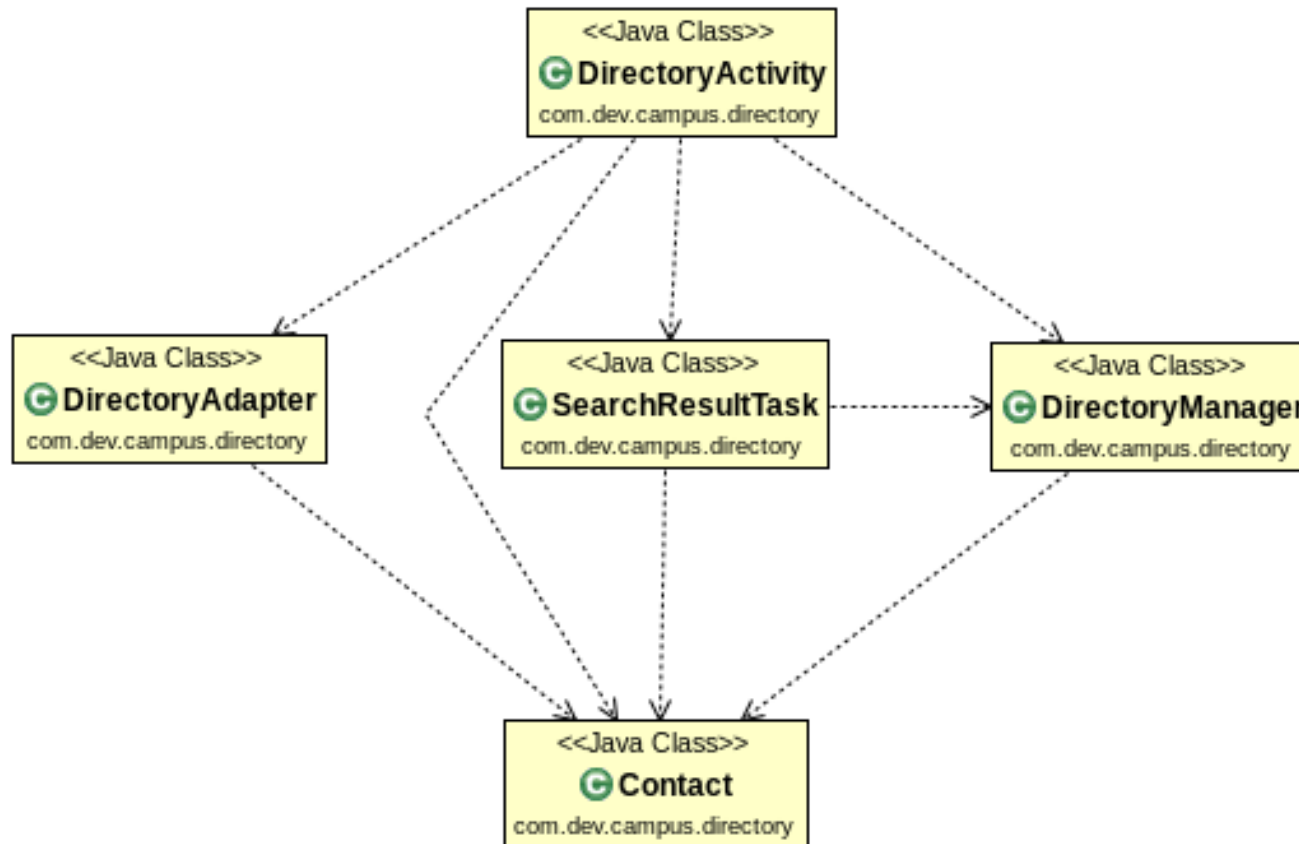 <<Java Class>>
C DirectoryActivity
com.dev.campus.directory
<<Java Class>>
C DirectoryAdapter
com.dev.campus.directory
<<Java Class>>
C SearchResultTask
com.dev.campus.directory
<<Java Class>>
C DirectoryManager
com.dev.campus.directory
<<Java Class>>
C Contact
com.dev.campus.directory